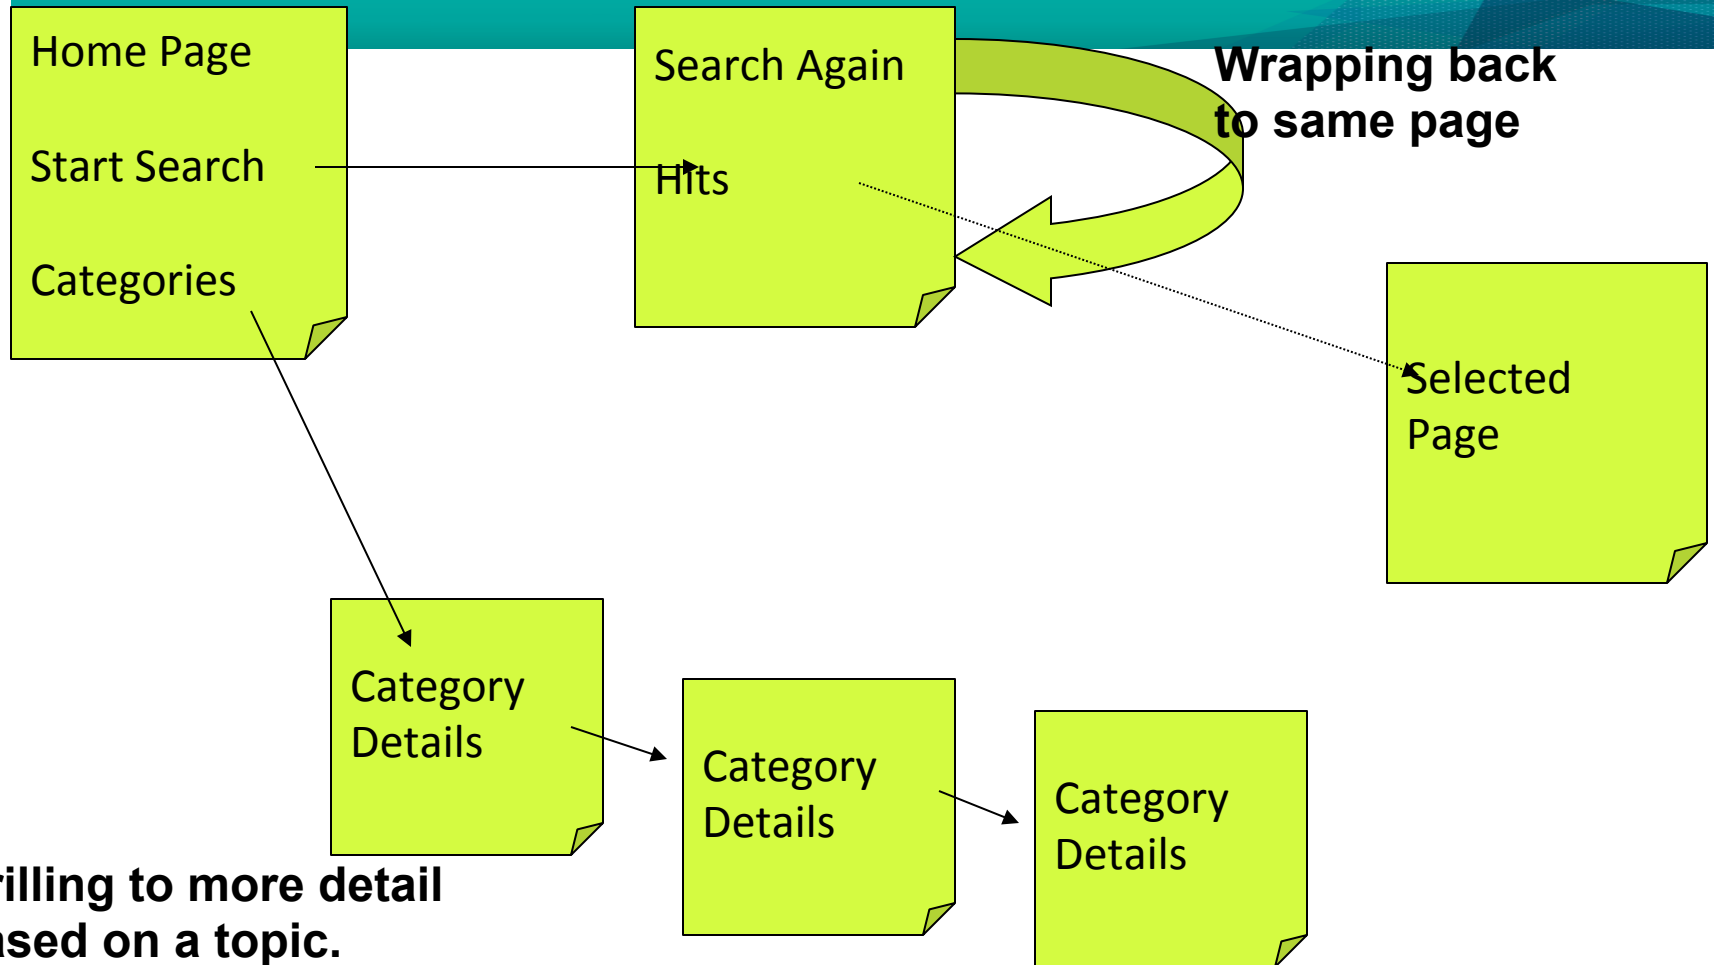 Home Page
Start Search
Categories
Search Again
Hits
Wrapping back
to same page
Selected
Page
Category
Details
Category
Details
Category
Details
rilling to more detail
ased on a topic.